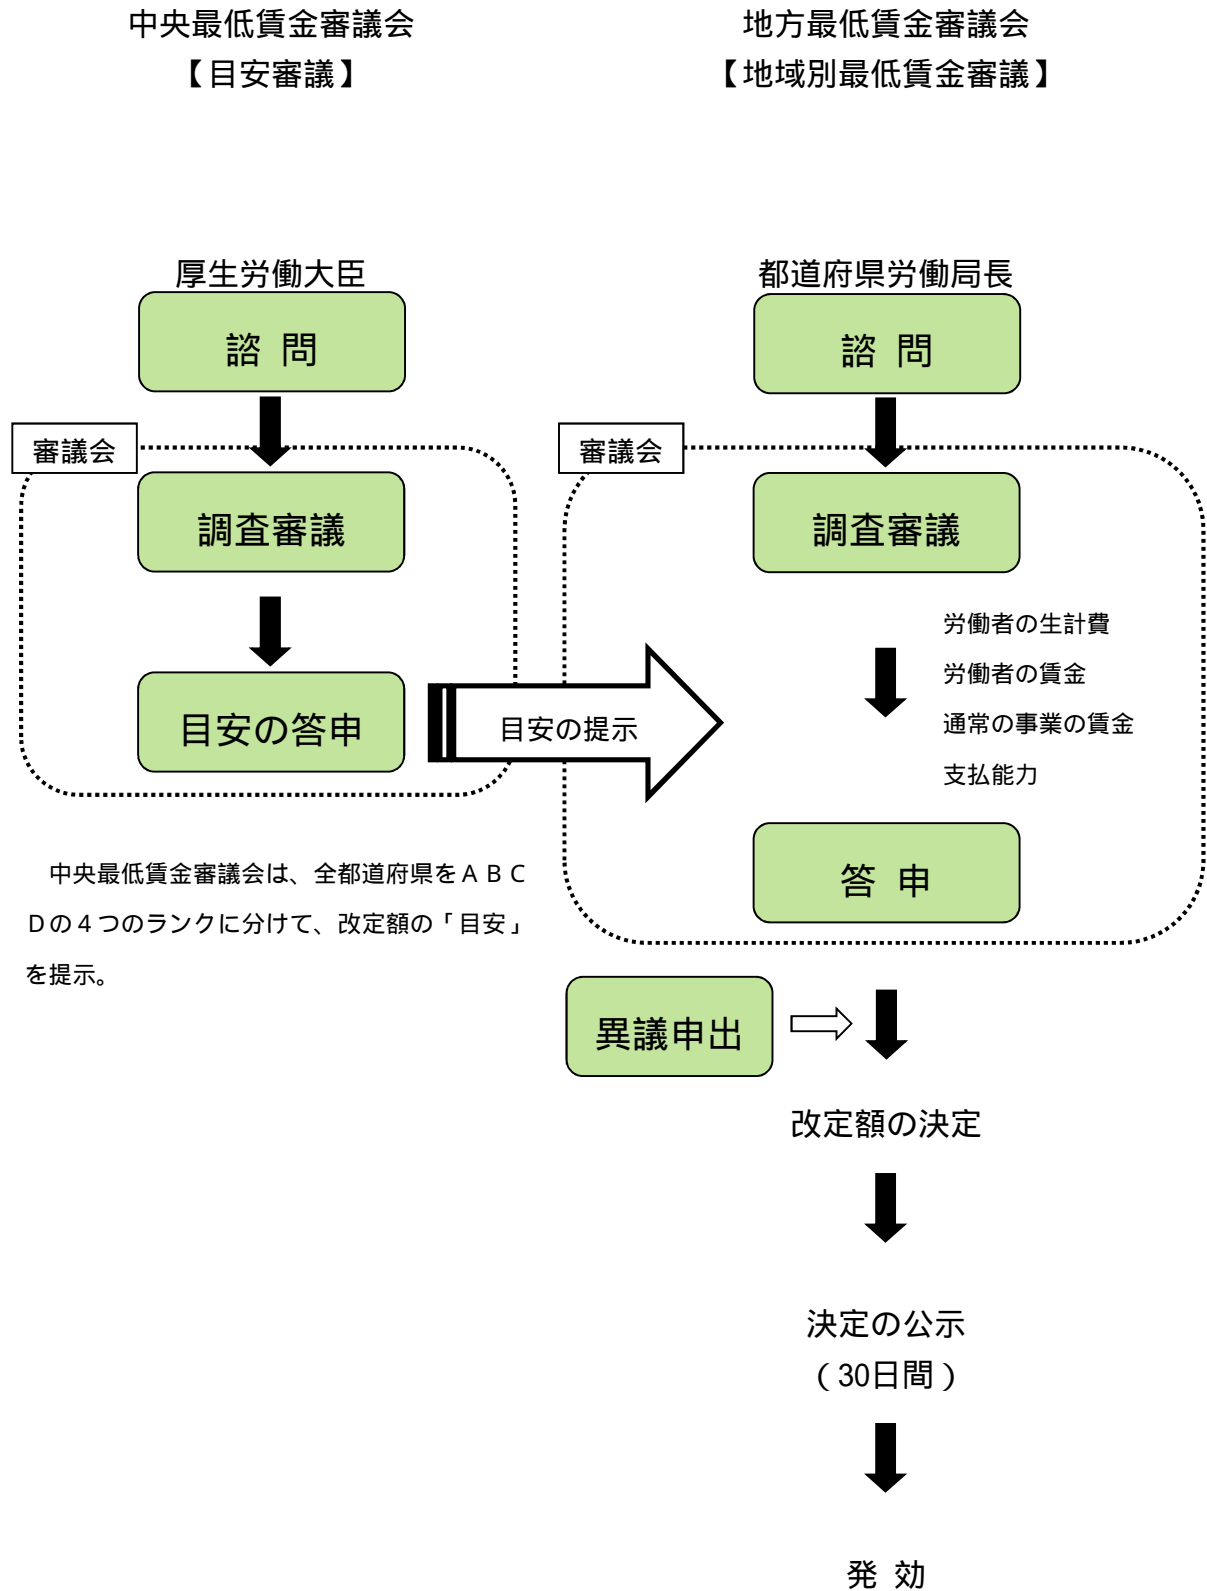 中央最低賃金審議会
【目安審議】
地方最低賃金審議会
【地域別最低賃金審議】
厚生労働大臣
諮 問
審議会
調査審議
目安の答申
目安の提示
中央最低賃金審議会は、全都道府県をＡＢＣ
Ｄの４つのランクに分けて、改定額の「目安」
を提示。
都道府県労働局長
諮 問
審議会
調査審議
労働者の生計費
労働者の賃金
通常の事業の賃金
支払能力
答 申
異議申出
改定額の決定
決定の公示
（30日間）
発 効